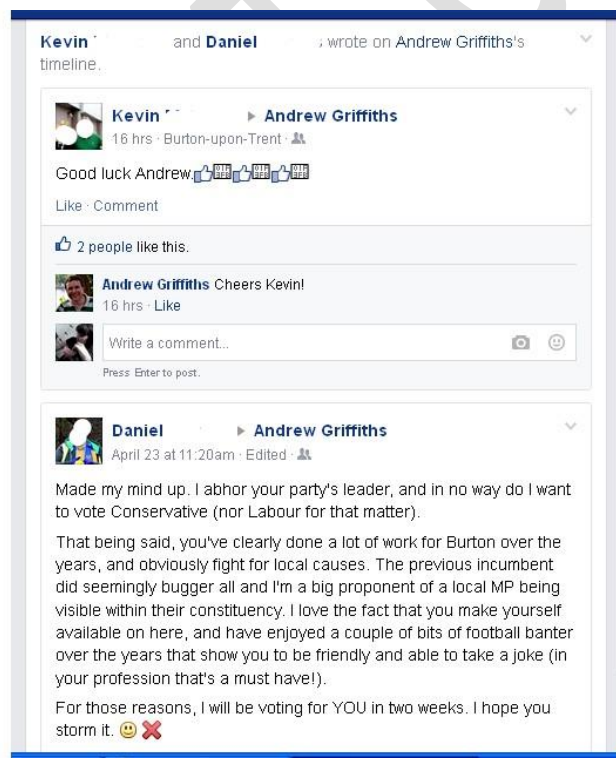 Kevin and Daniel wrote on Andrew Griffiths's
timeline.
Kevin ▸ Andrew Griffiths
16 hrs · Burton-upon-Trent ·
Good luck Andrew.
Like · Comment
2 people like this.
Andrew Griffiths Cheers Kevin!
16 hrs · Like
Write a comment...
Press Enter to post.
Daniel ▸ Andrew Griffiths
April 23 at 11:20am · Edited ·
Made my mind up. I abhor your party's leader, and in no way do I want
to vote Conservative (nor Labour for that matter).
That being said, you've clearly done a lot of work for Burton over the
years, and obviously fight for local causes. The previous incumbent
did seemingly bugger all and I'm a big proponent of a local MP being
visible within their constituency. I love the fact that you make yourself
available on here, and have enjoyed a couple of bits of football banter
over the years that show you to be friendly and able to take a joke (in
your profession that's a must have!).
For those reasons, I will be voting for YOU in two weeks. I hope you
storm it.